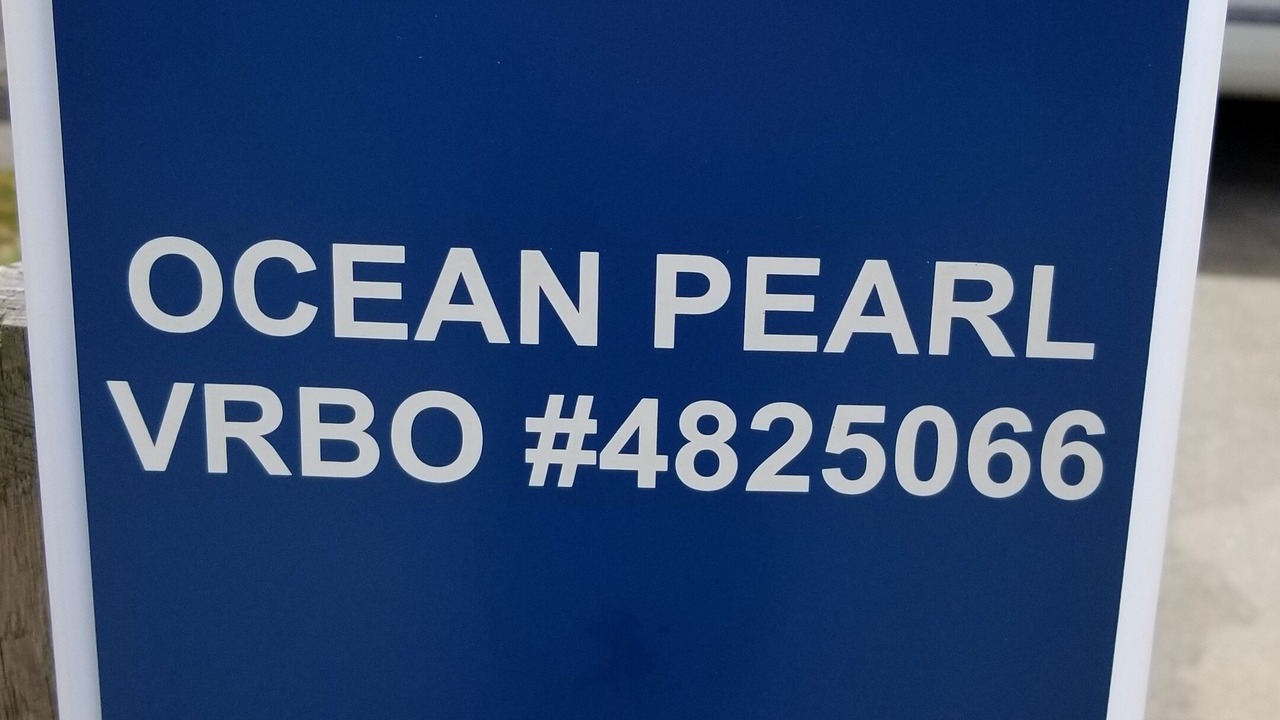 OCEAN PEARL
VRBO #4825066